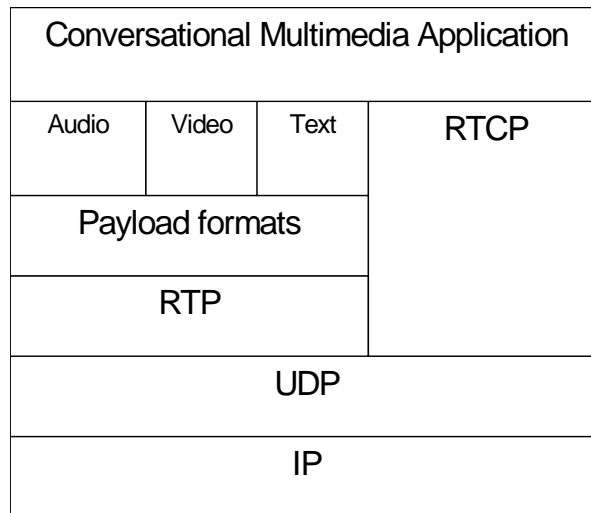 Conversational Multimedia Application
Audio
Video
Text
RTCP
Payload formats
RTP
UDP
IP